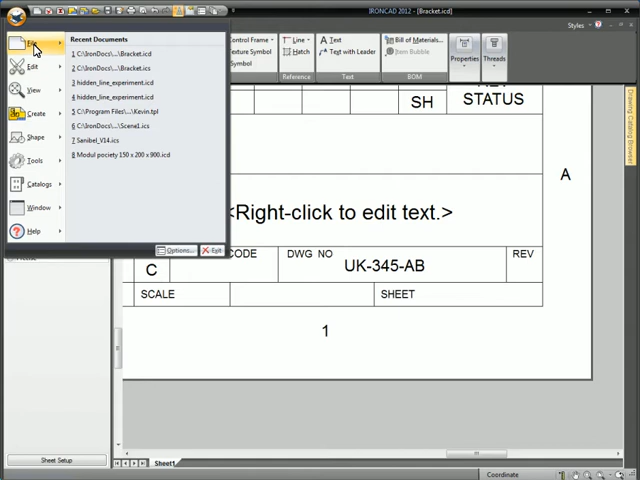 IRONCAD 2012 - [Bracket.icd]
Styles
Recent Documents
1 C:\IronDocs\...\Bracket.icd
2 C:\IronDocs\...\Bracket.ics
3 hidden_line_experiment.icd
4 hidden_line_experiment.icd
5 C:\Program Files\...\Kevin.tpl
6 C:\IronDocs\...\Scene1.ics
7 Sanibel_V14.ics
8 Modul pociety 150 x 200 x 900.icd
Edit
View
Create
Shape
Tools
Catalogs
Window
Help
Options...
Exit
Control Frame
Texture Symbol
Symbol
Line
Hatch
Reference
Text
Text with Leader
Text
Bill of Materials...
Item Bubble
BOM
Properties
Threads
Drawing Catalog Browser
SH
STATUS
A
<Right-click to edit text.>
CODE
DWG NO
REV
C
UK-345-AB
SCALE
SHEET
1
Sheet Setup
Sheet1
Coordinate